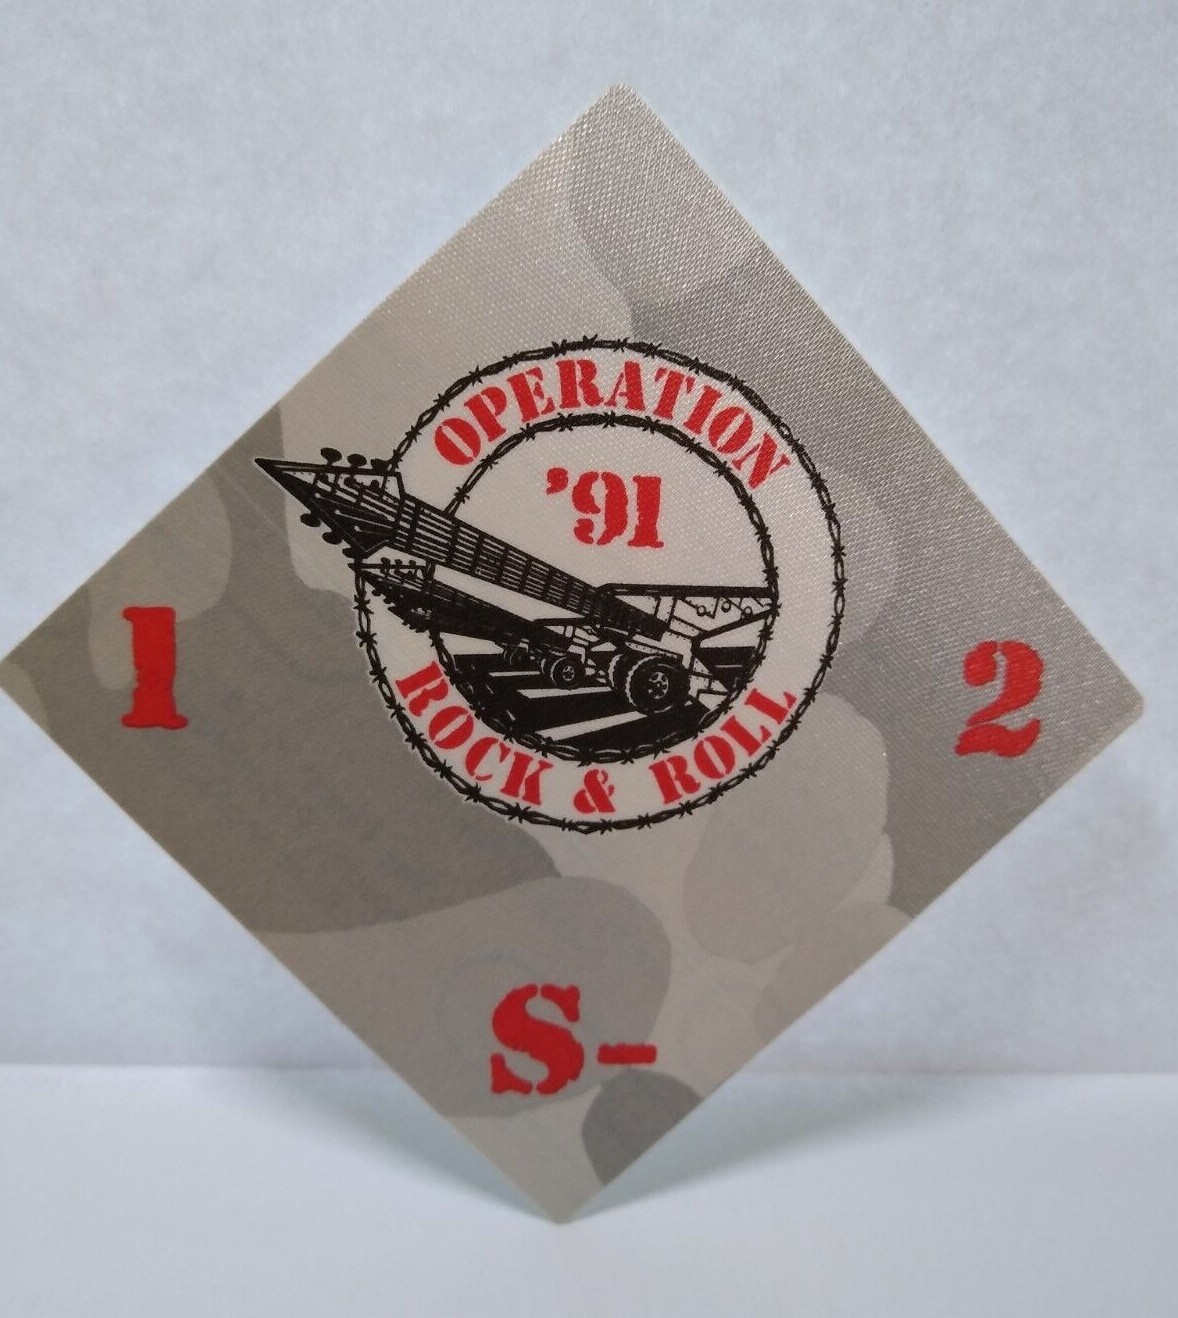 OPERATION
'91
ROCK & ROLL
1
2
S-